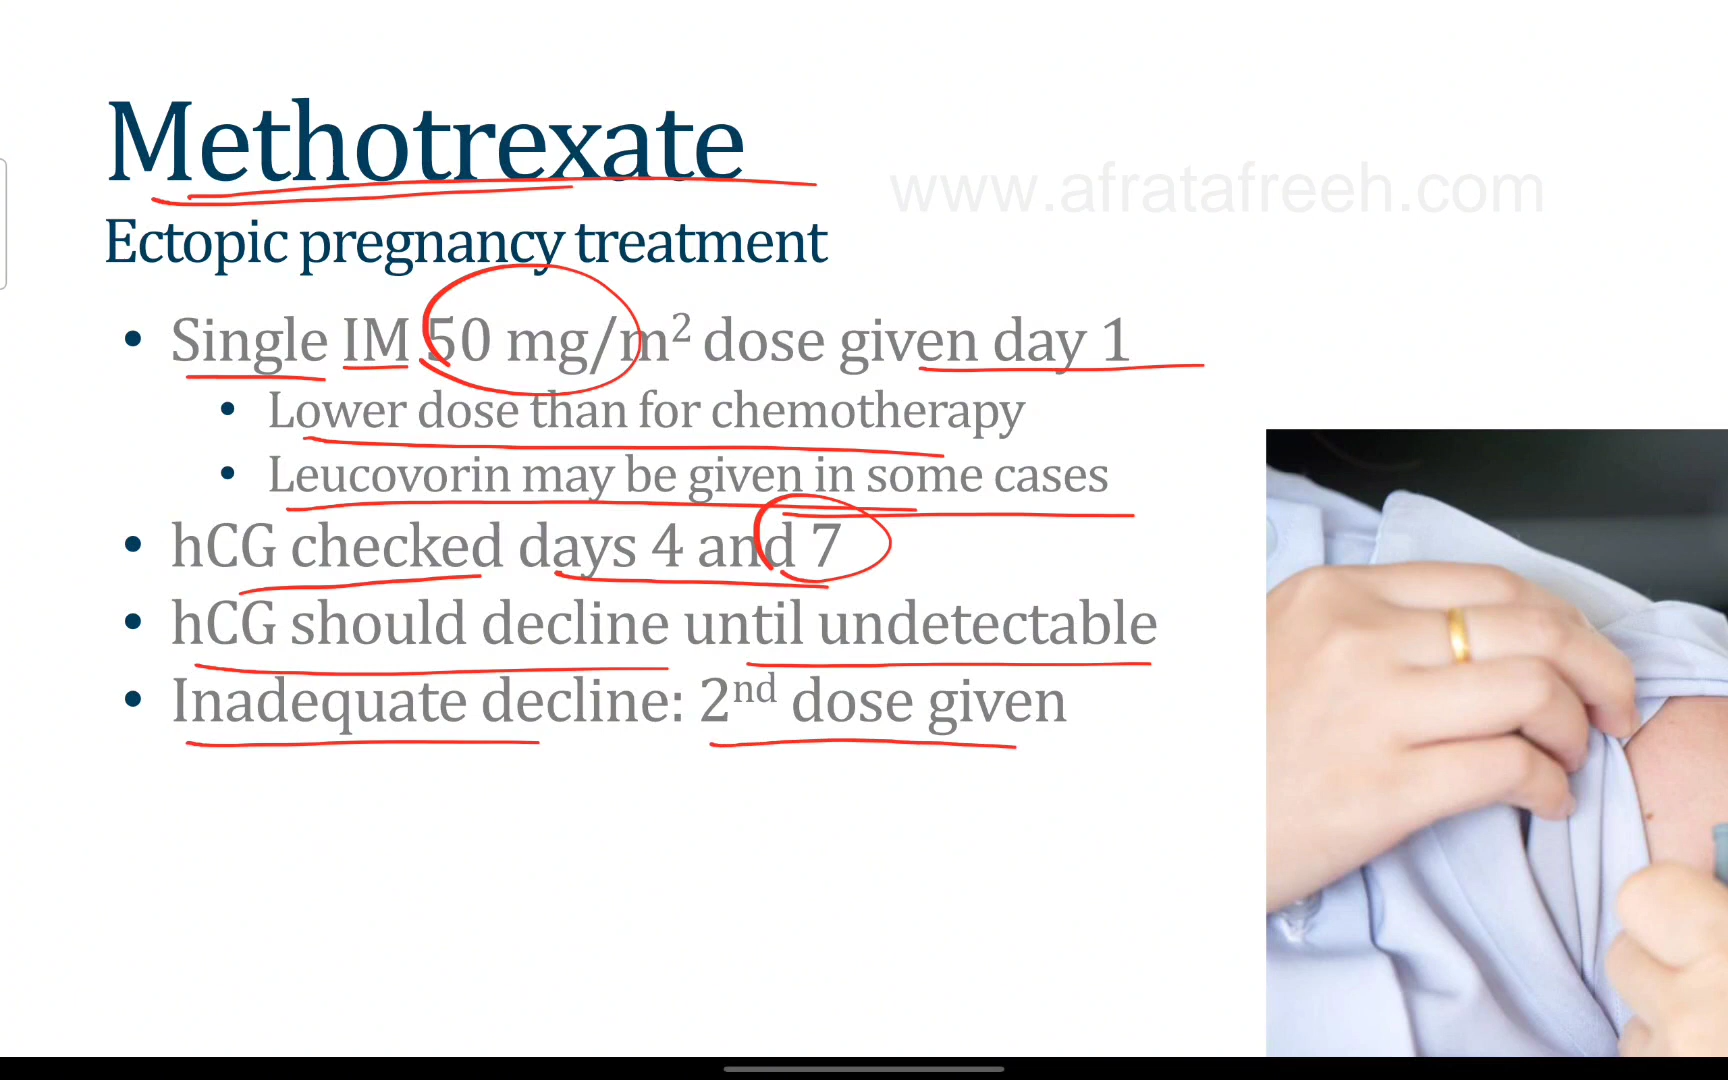 Methotrexate
www.afratafreeh.com
Ectopic pregnancy treatment
• Single IM 50 mg/m² dose given day 1
• Lower dose than for chemotherapy
• Leucovorin may be given in some cases
• hCG checked days 4 and 7
• hCG should decline until undetectable
• Inadequate decline: 2nd dose given